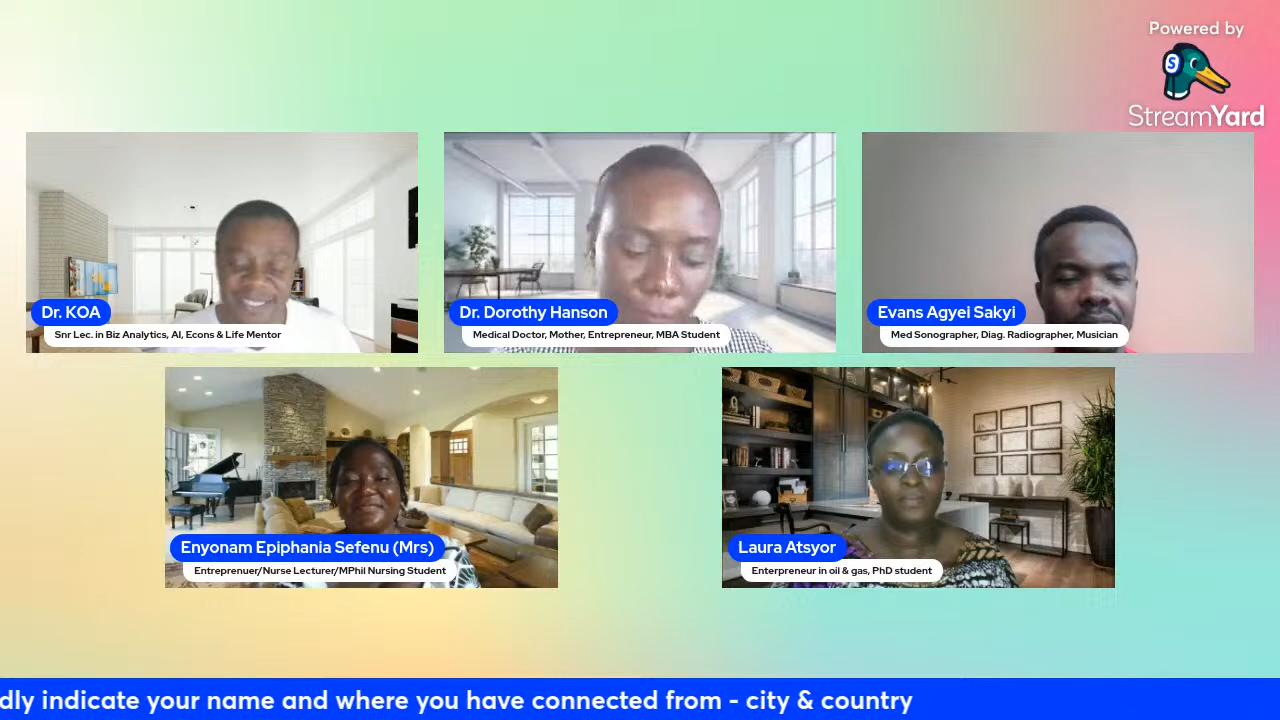 Powered by
S
StreamYard
Dr. KOA
Snr Lec. in Biz Analytics, AI, Econs & Life Mentor
Dr. Dorothy Hanson
Medical Doctor, Mother, Entrepreneur, MBA Student
Evans Agyei Sakyi
Med Sonographer, Diag. Radiographer, Musician
Enyonam Epiphania Sefenu (Mrs)
Entreprenuer/Nurse Lecturer/MPhil Nursing Student
Laura Atsyor
Enterpreneur in oil & gas, PhD student
dly indicate your name and where you have connected from - city & country